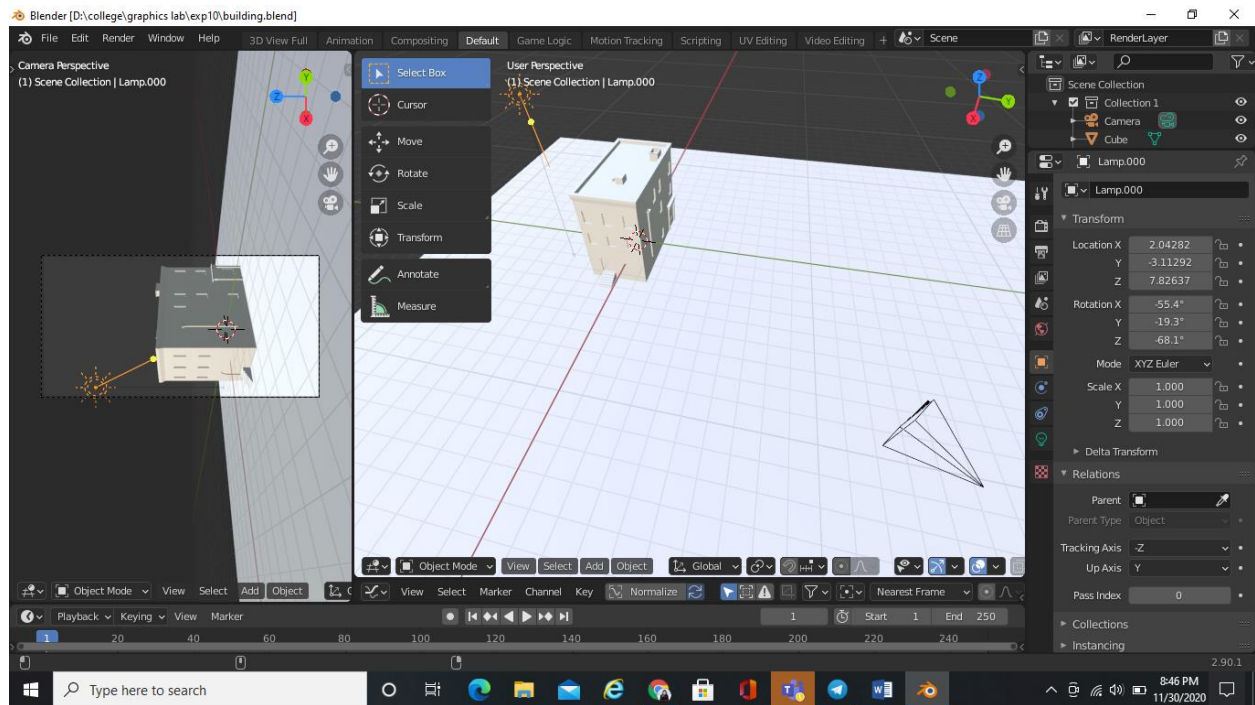 Blender [D:\college\graphics lab\exp10\building.blend]
File Edit Render Window Help 3D View Full Animation Compositing Default Game Logic Motion Tracking Scripting UV Editing Video Editing + Scene RenderLayer
Camera Perspective
(1) Scene Collection | Lamp.000
Select Box
Cursor
Move
Rotate
Scale
Transform
Annotate
Measure
User Perspective
(1) Scene Collection | Lamp.000
Y
Z
X
Z
Y
X
Scene Collection
Collection 1
Camera
Cube
Lamp.000
Lamp.000
Transform
Location X 2.04282
Y -3.11292
Z 7.82637
Rotation X -55.4°
Y -19.3°
Z -68.1°
Mode XYZ Euler
Scale X 1.000
Y 1.000
Z 1.000
Delta Transform
Relations
Parent
Parent Type Object
Tracking Axis -Z
Up Axis Y
Pass Index 0
Collections
Instancing
Object Mode View Select Add Object Global
Object Mode View Select Add Object
View Select Marker Channel Key Normalize Nearest Frame
Playback Keying View Marker 1 Start 1 End 250
1 20 40 60 80 100 120 140 160 180 200 220 240
2.90.1
Type here to search
8:46 PM
11/30/2020